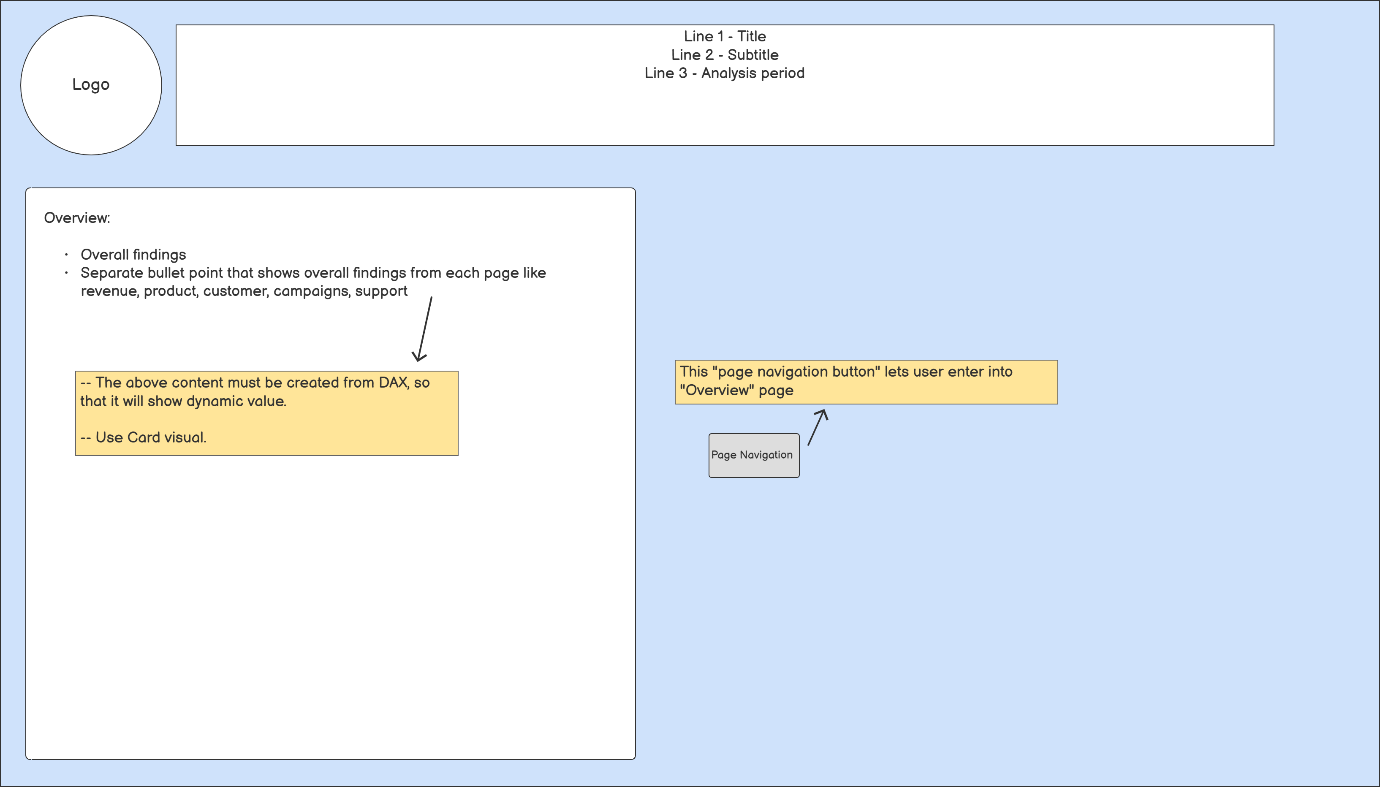 Logo
Line 1 - Title
Line 2 - Subtitle
Line 3 - Analysis period
Overview:
· Overall findings
· Separate bullet point that shows overall findings from each page like
revenue, product, customer, campaigns, support
-- The above content must be created from DAX, so
that it will show dynamic value.
-- Use Card visual.
This "page navigation button" lets user enter into
"Overview" page
Page Navigation